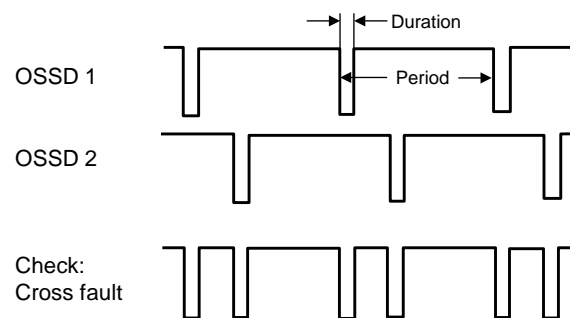 Duration
OSSD 1
Period
OSSD 2
Check:
Cross fault